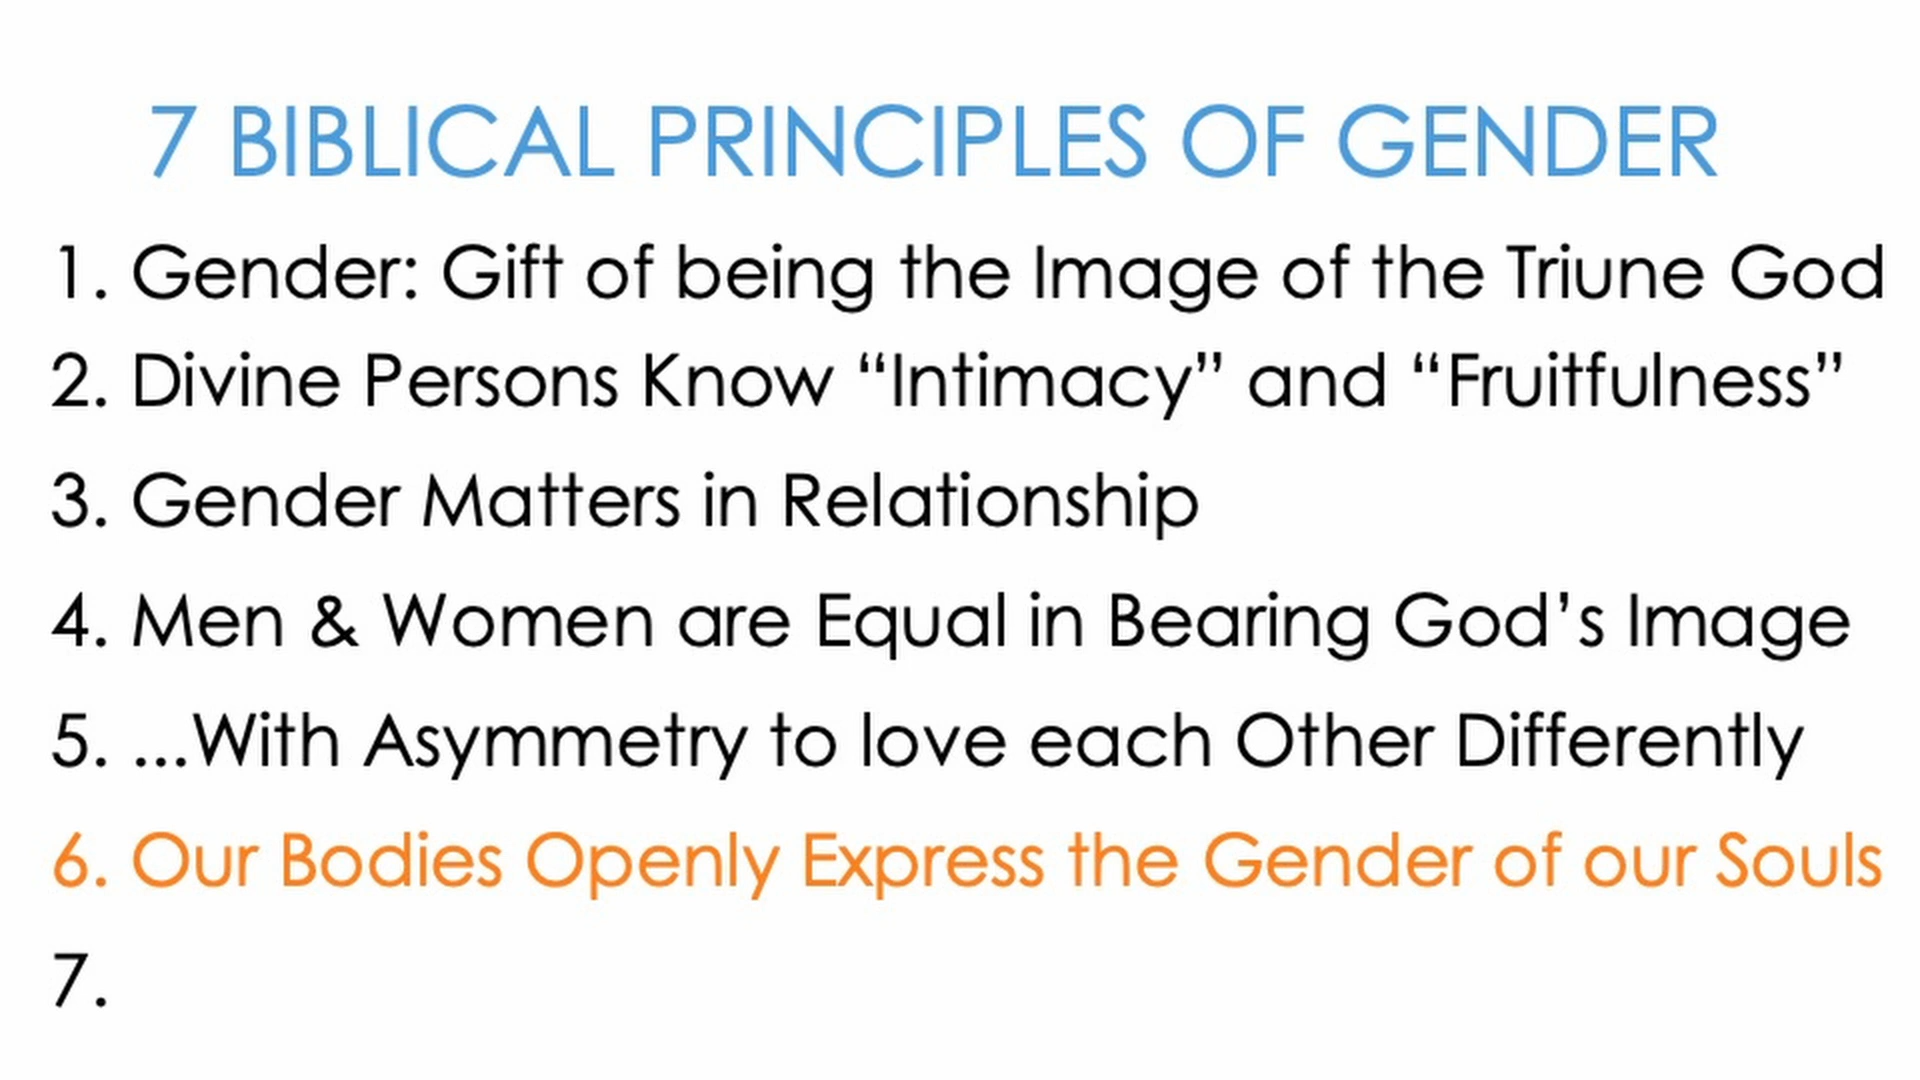 7 BIBLICAL PRINCIPLES OF GENDER
1. Gender: Gift of being the Image of the Triune God
2. Divine Persons Know “Intimacy” and “Fruitfulness”
3. Gender Matters in Relationship
4. Men & Women are Equal in Bearing God’s Image
5. ...With Asymmetry to love each Other Differently
6. Our Bodies Openly Express the Gender of our Souls
7.